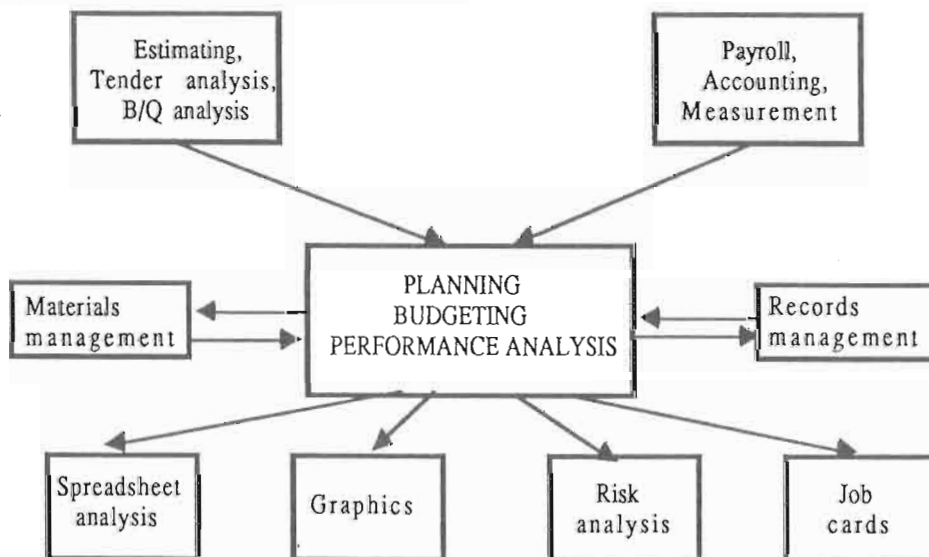 Estimating,
Tender analysis,
B/Q analysis
Payroll,
Accounting,
Measurement
PLANNING
BUDGETING
PERFORMANCE ANALYSIS
Materials
management
Records
management
Spreadsheet
analysis
Graphics
Risk
analysis
Job
cards